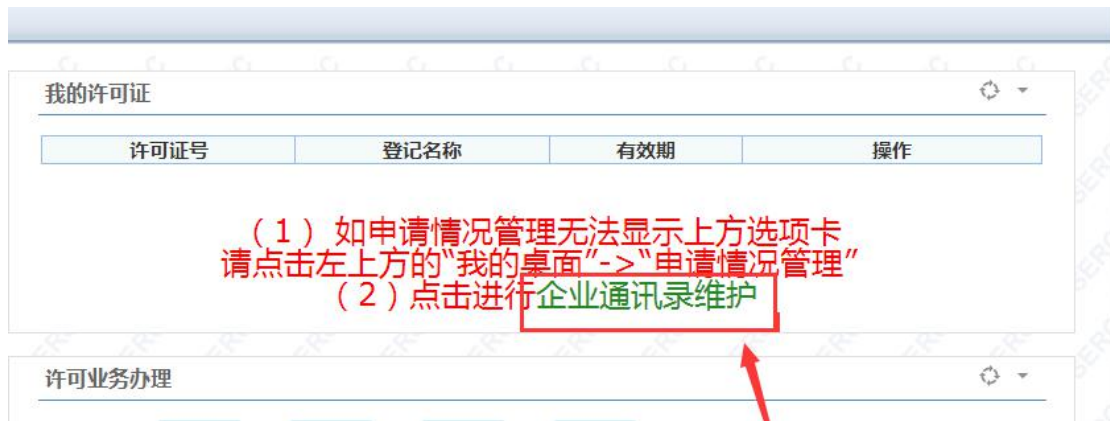 我的许可证
许可证号 登记名称 有效期 操作
（1）如申请情况管理无法显示上方选项卡
请点击左上方的“我的桌面”->“申请情况管理”
（2）点击进行企业通讯录维护
许可业务办理